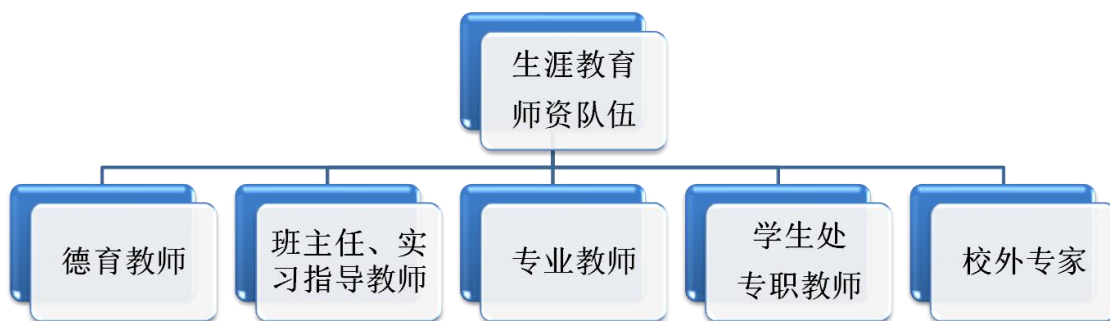 生涯教育
师资队伍
德育教师
班主任、实
习指导教师
专业教师
学生处
专职教师
校外专家